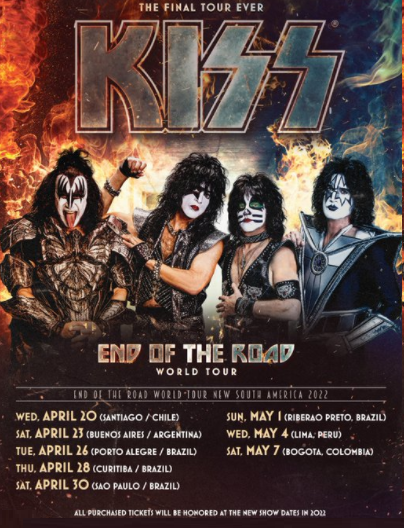 THE FINAL TOUR EVER
KISS®
END OF THE ROAD
WORLD TOUR
END OF THE ROAD WORLD TOUR NEW SOUTH AMERICA 2022
WED, APRIL 20 (SANTIAGO / CHILE)
SAT, APRIL 23 (BUENOS AIRES / ARGENTINA)
TUE, APRIL 26 (PORTO ALEGRE / BRAZIL)
THU, APRIL 28 (CURITIBA / BRAZIL)
SAT, APRIL 30 (SAO PAULO / BRAZIL)
SUN, MAY 1 (RIBERAO PRETO, BRAZIL)
WED, MAY 4 (LIMA, PERU)
SAT, MAY 7 (BOGOTA, COLOMBIA)
ALL PURCHASED TICKETS WILL BE HONORED AT THE NEW SHOW DATES IN 2022